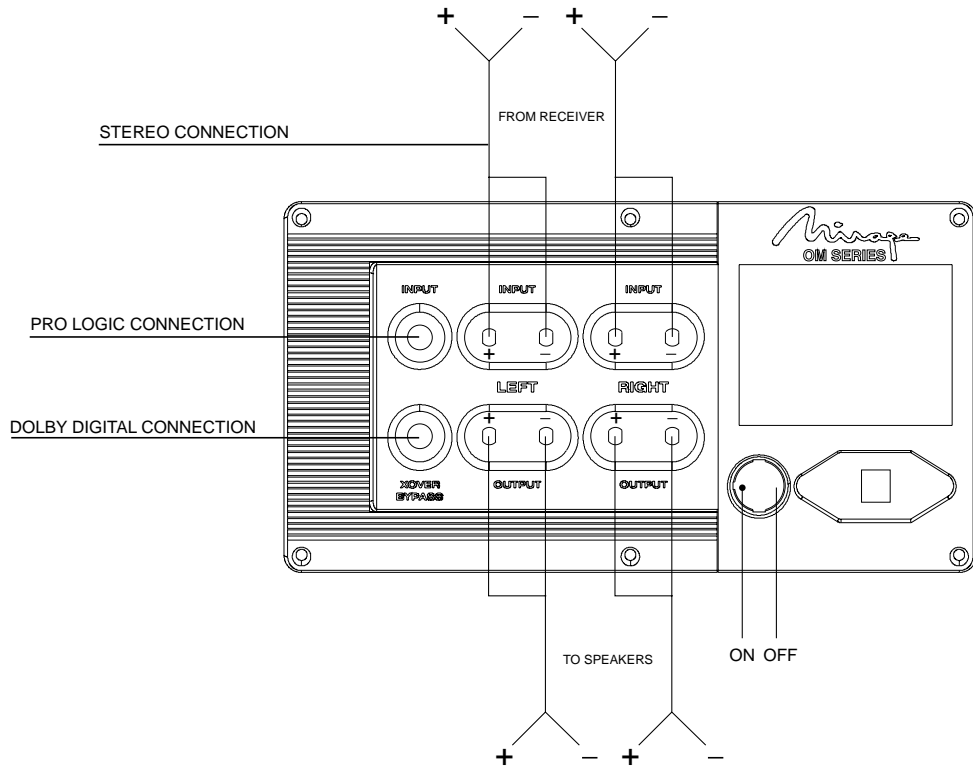 + − + −
FROM RECEIVER
STEREO CONNECTION
Mirage
OM SERIES
INPUT INPUT INPUT
PRO LOGIC CONNECTION
+ − + −
LEFT RIGHT
+ − + −
DOLBY DIGITAL CONNECTION
XOVER BYPASS
OUTPUT OUTPUT
ON OFF
TO SPEAKERS
+ − + −